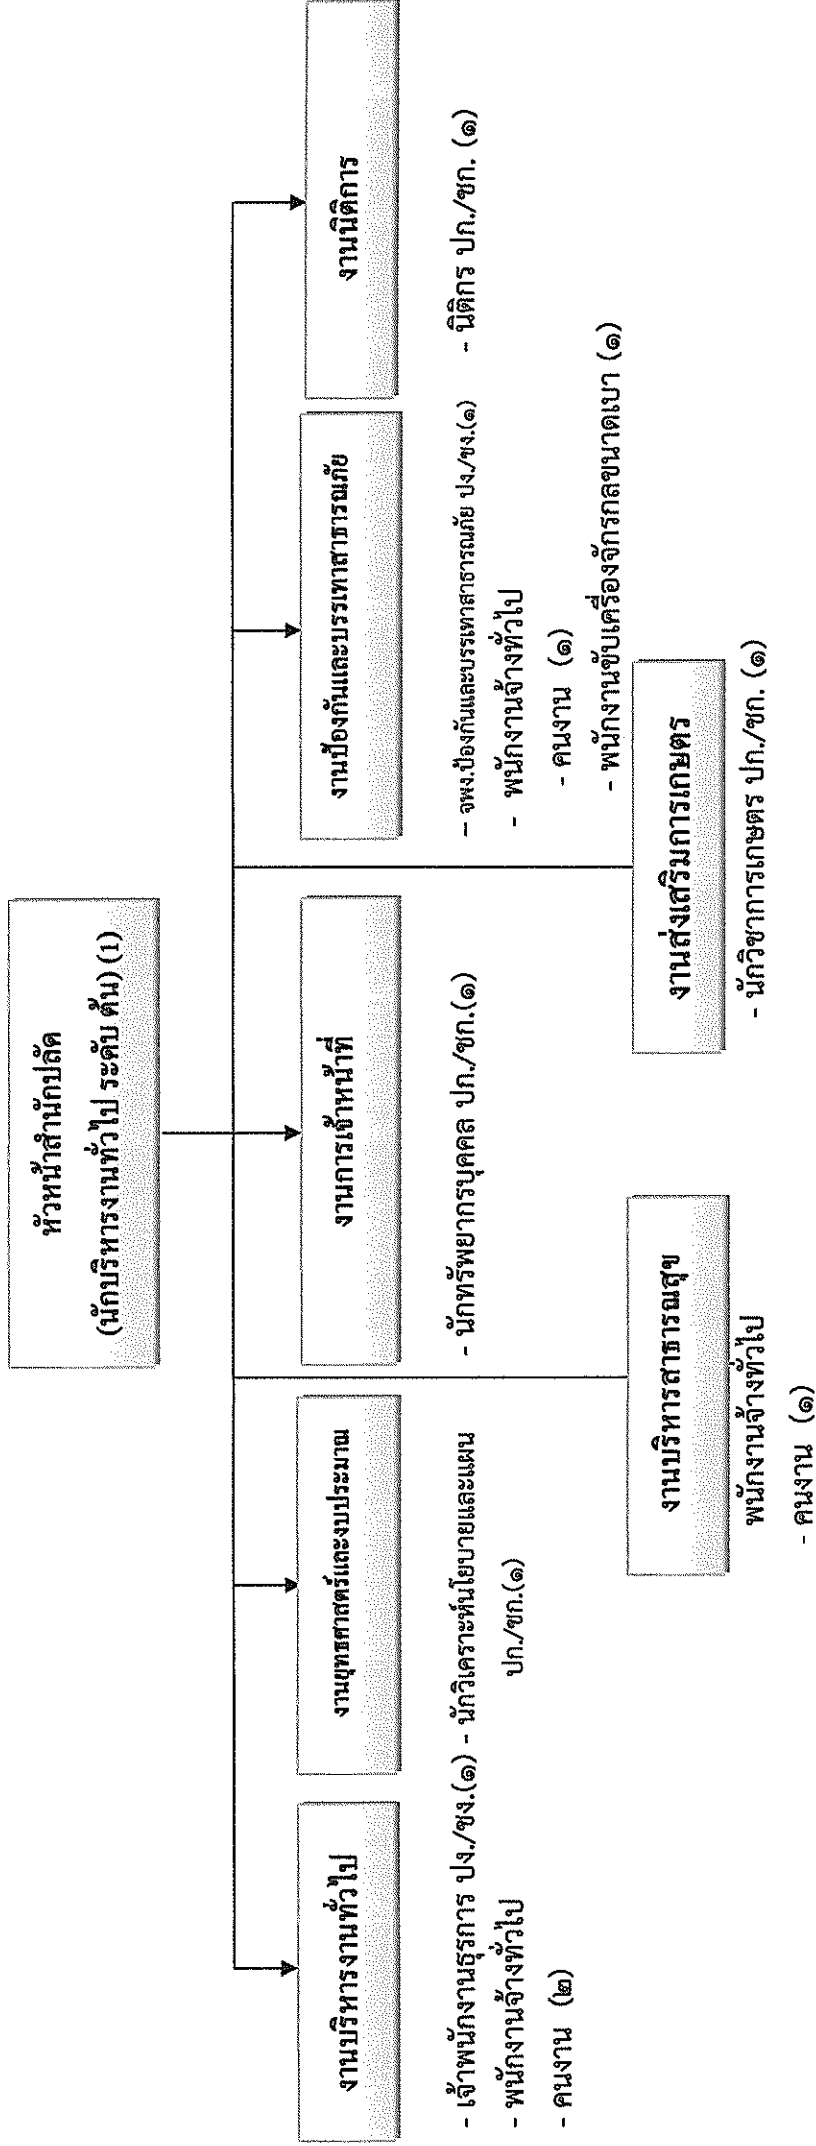 หัวหน้าสำนักปลัด
(นักบริหารงานทั่วไป ระดับ ต้น) (1)
งานบริหารงานทั่วไป
- เจ้าพนักงานธุรการ ปง./ชง.(๑)
- พนักงานจ้างทั่วไป
- คนงาน (๒)
งานยุทธศาสตร์และงบประมาณ
- นักวิเคราะห์นโยบายและแผน
ปก./ชก.(๑)
งานการเจ้าหน้าที่
- นักทรัพยากรบุคคล ปก./ชก.(๑)
งานป้องกันและบรรเทาสาธารณภัย
- จพง.ป้องกันและบรรเทาสาธารณภัย ปง./ชง.(๑)
- พนักงานจ้างทั่วไป
- คนงาน (๑)
- พนักงานขับเครื่องจักรกลขนาดเบา (๑)
งานนิติการ
- นิติกร ปก./ชก. (๑)
งานบริหารสาธารณสุข
พนักงานจ้างทั่วไป
- คนงาน (๑)
งานส่งเสริมการเกษตร
- นักวิชาการเกษตร ปก./ชก. (๑)